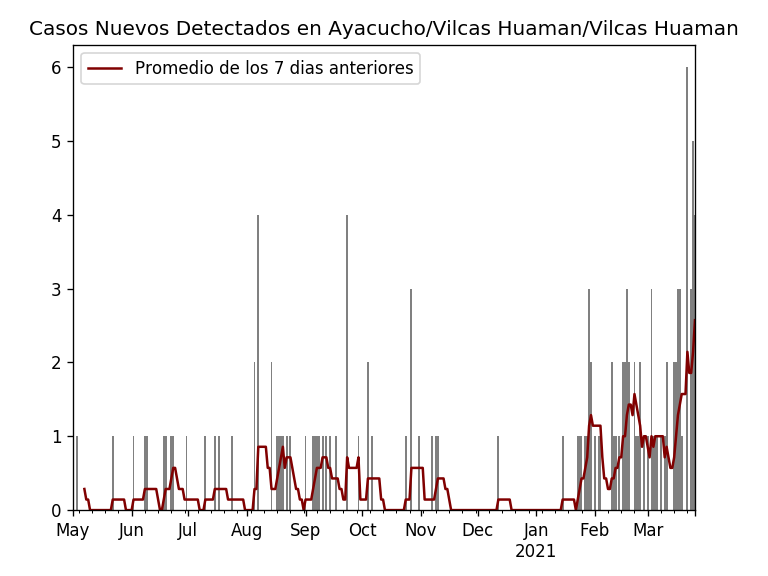 Casos Nuevos Detectados en Ayacucho/Vilcas Huaman/Vilcas Huaman
Promedio de los 7 dias anteriores
6
5
4
3
2
1
0
May Jun Jul Aug Sep Oct Nov Dec Jan Feb Mar
2021